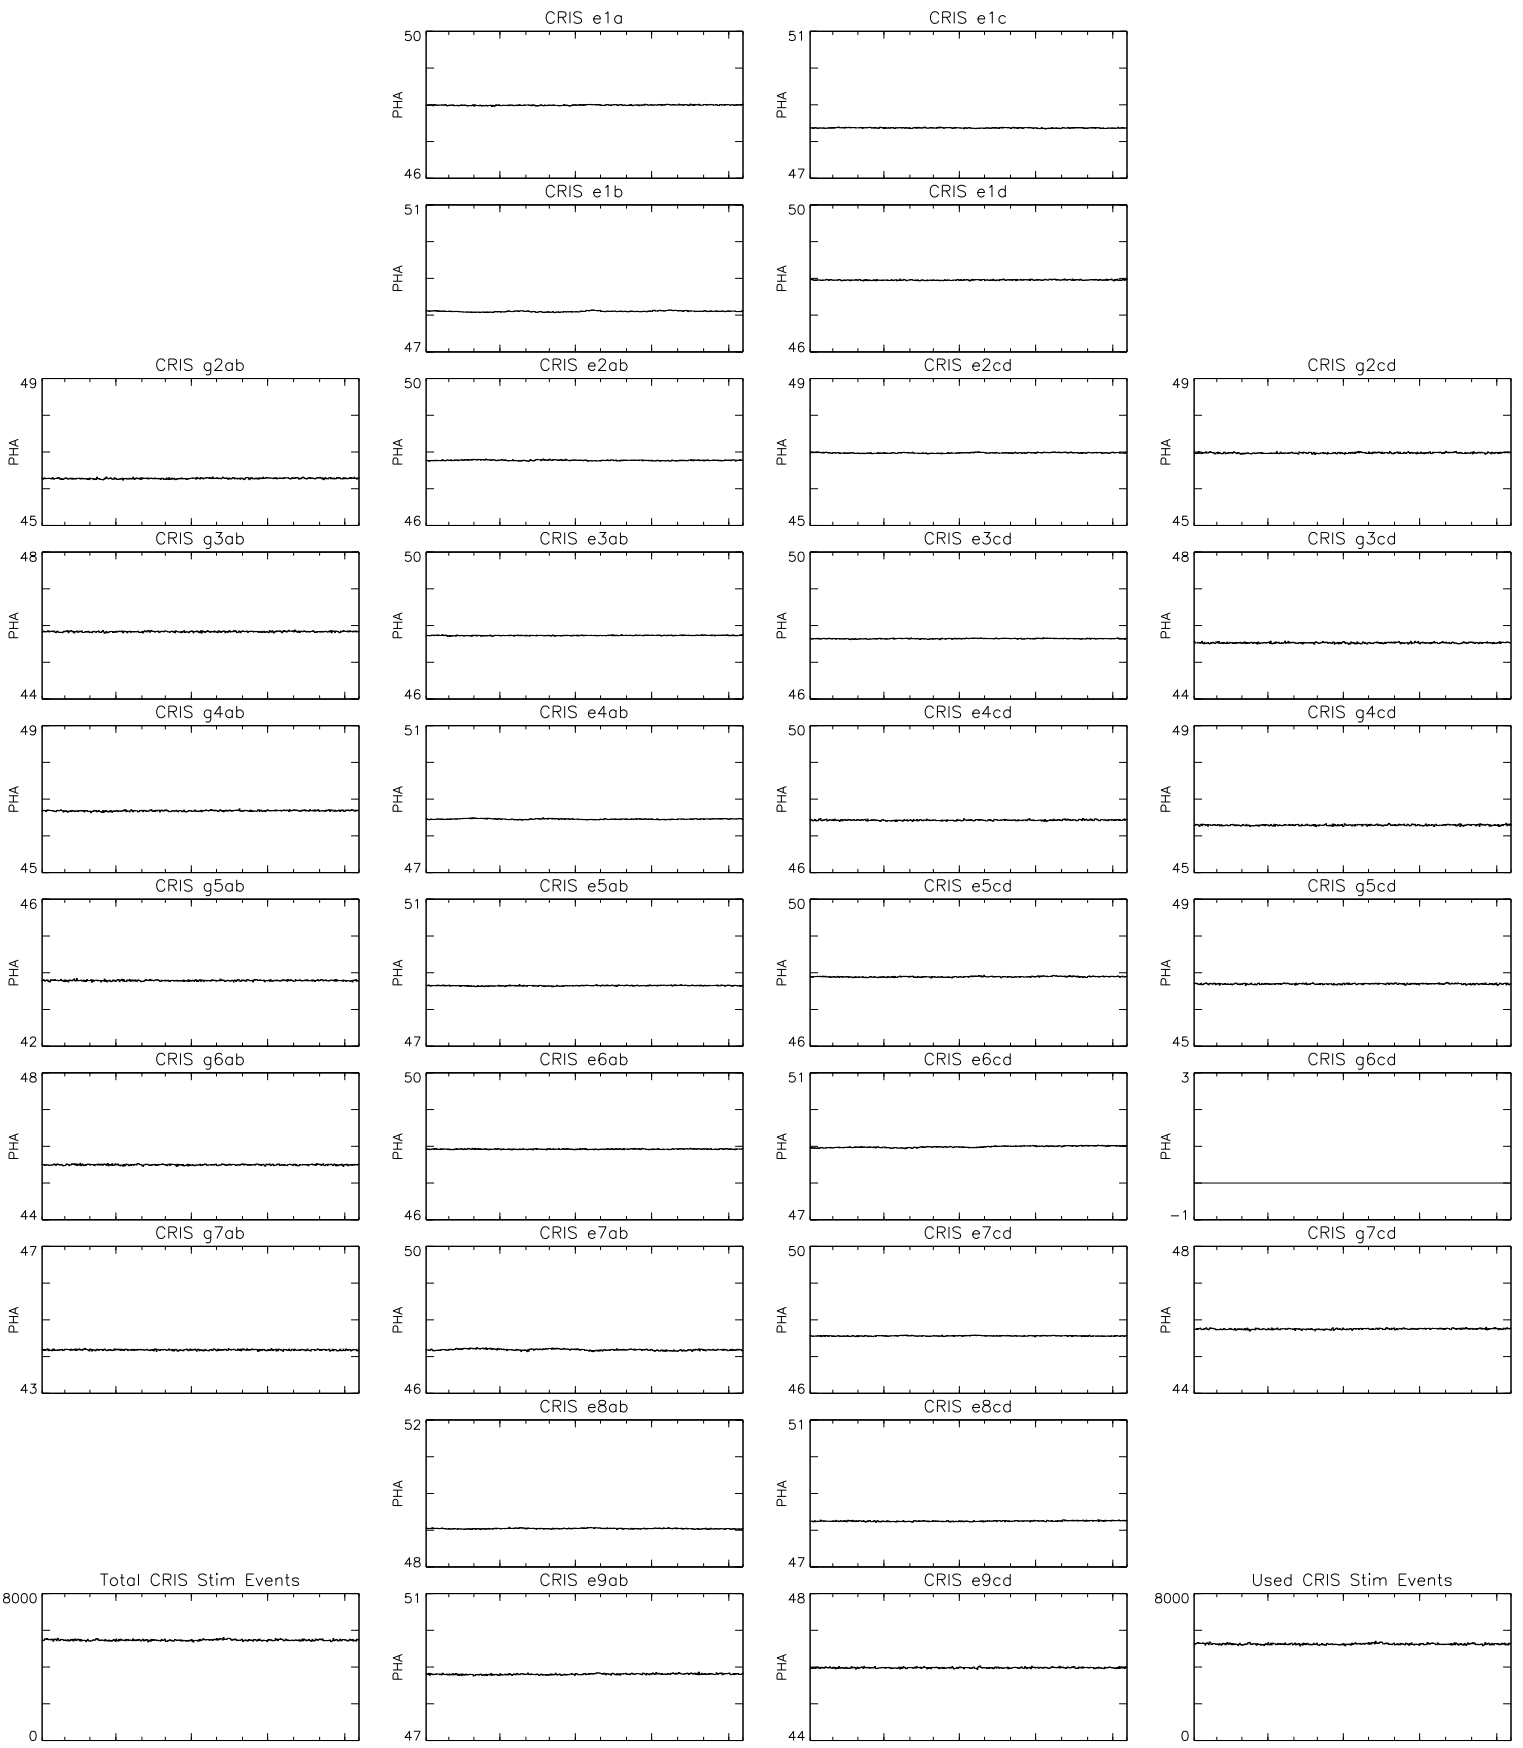 CRIS e1a
50
PHA
46
CRIS e1c
51
PHA
47
CRIS e1b
51
PHA
47
CRIS e1d
50
PHA
46
CRIS g2ab
49
PHA
45
CRIS e2ab
50
PHA
46
CRIS e2cd
49
PHA
45
CRIS g2cd
49
PHA
45
CRIS g3ab
48
PHA
44
CRIS e3ab
50
PHA
46
CRIS e3cd
50
PHA
46
CRIS g3cd
48
PHA
44
CRIS g4ab
49
PHA
45
CRIS e4ab
51
PHA
47
CRIS e4cd
50
PHA
46
CRIS g4cd
49
PHA
45
CRIS g5ab
46
PHA
42
CRIS e5ab
51
PHA
47
CRIS e5cd
50
PHA
46
CRIS g5cd
49
PHA
45
CRIS g6ab
48
PHA
44
CRIS e6ab
50
PHA
46
CRIS e6cd
51
PHA
47
CRIS g6cd
3
PHA
-1
CRIS g7ab
47
PHA
43
CRIS e7ab
50
PHA
46
CRIS e7cd
50
PHA
46
CRIS g7cd
48
PHA
44
CRIS e8ab
52
PHA
48
CRIS e8cd
51
PHA
47
Total CRIS Stim Events
8000
0
CRIS e9ab
51
PHA
47
CRIS e9cd
48
PHA
44
Used CRIS Stim Events
8000
0